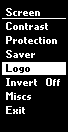 Screen
Contrast
Protection
Saver
Logo
Invert Off
Miscs
Exit